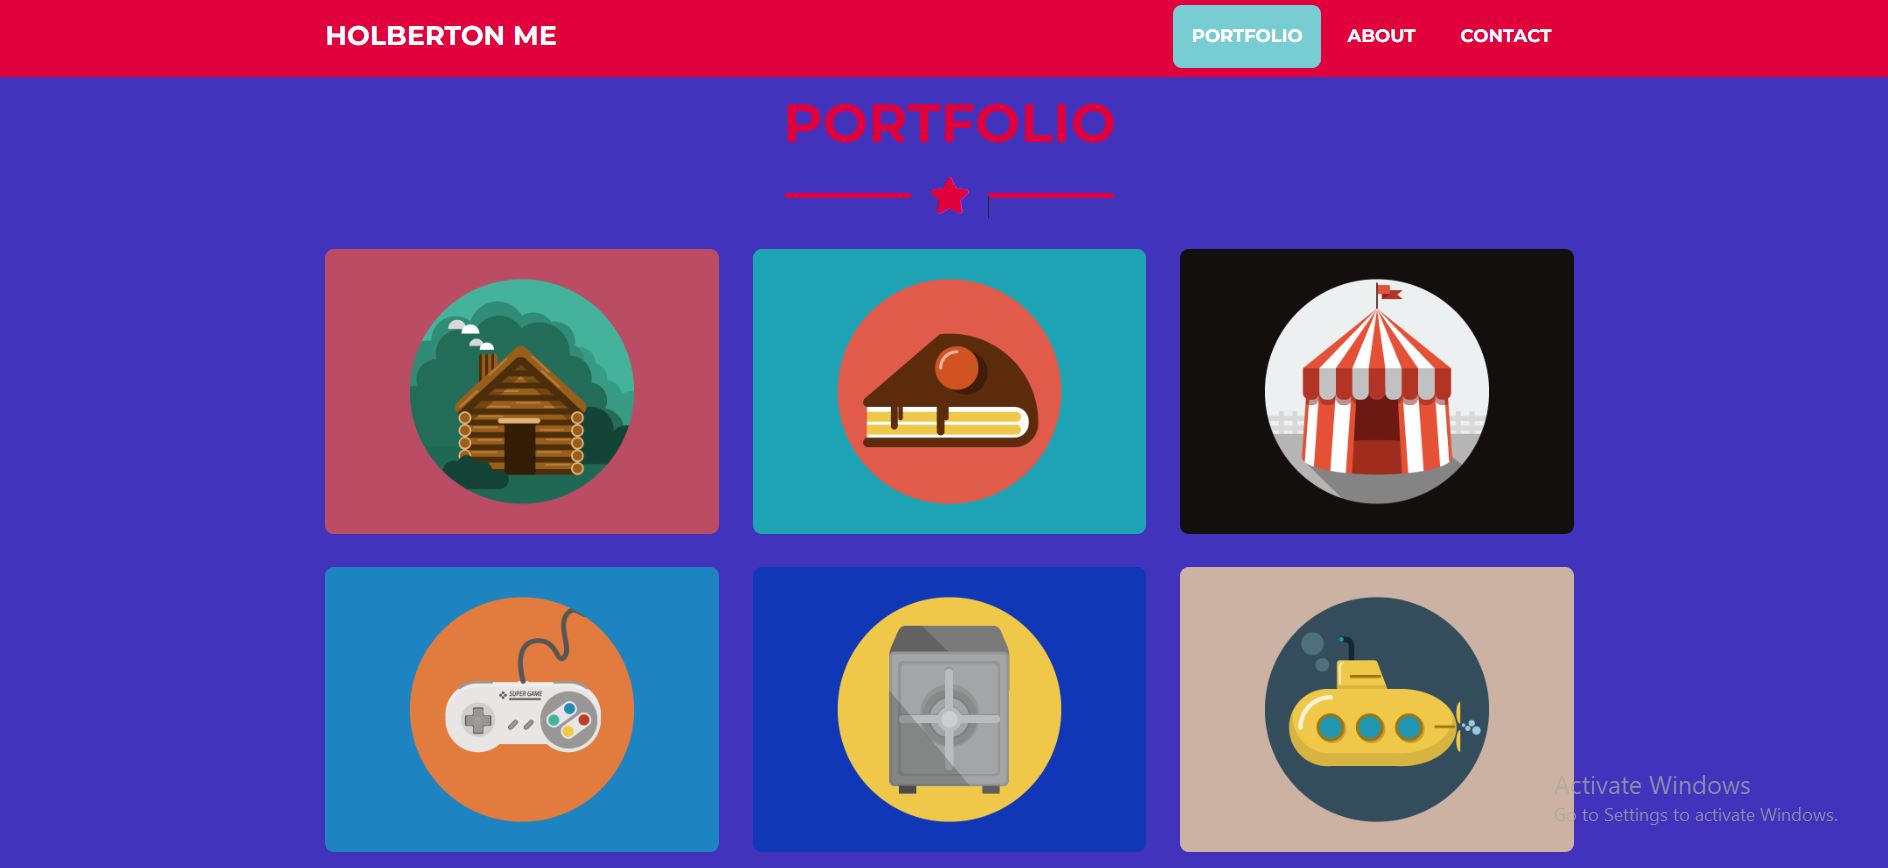 HOLBERTON ME
PORTFOLIO
ABOUT
CONTACT
PORTFOLIO
SUPER GAME
Activate Windows
Go to Settings to activate Windows.